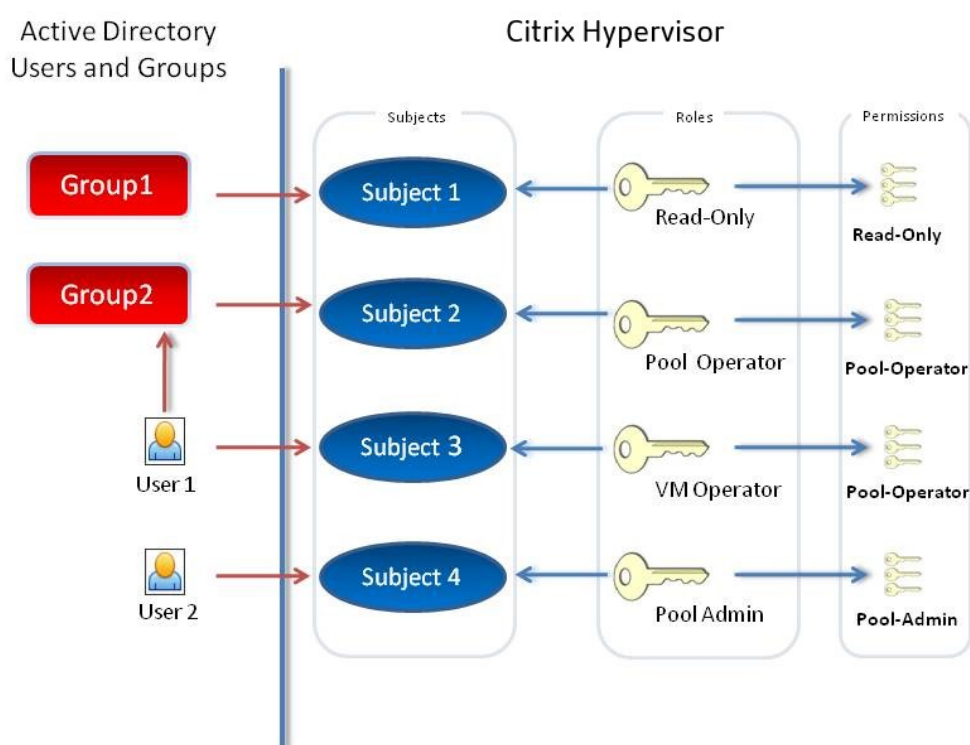 Active Directory
Users and Groups
Citrix Hypervisor
Subjects
Roles
Permissions
Group1
Subject 1
Read-Only
Read-Only
Group2
Subject 2
Pool Operator
Pool-Operator
User 1
Subject 3
VM Operator
Pool-Operator
User 2
Subject 4
Pool Admin
Pool-Admin